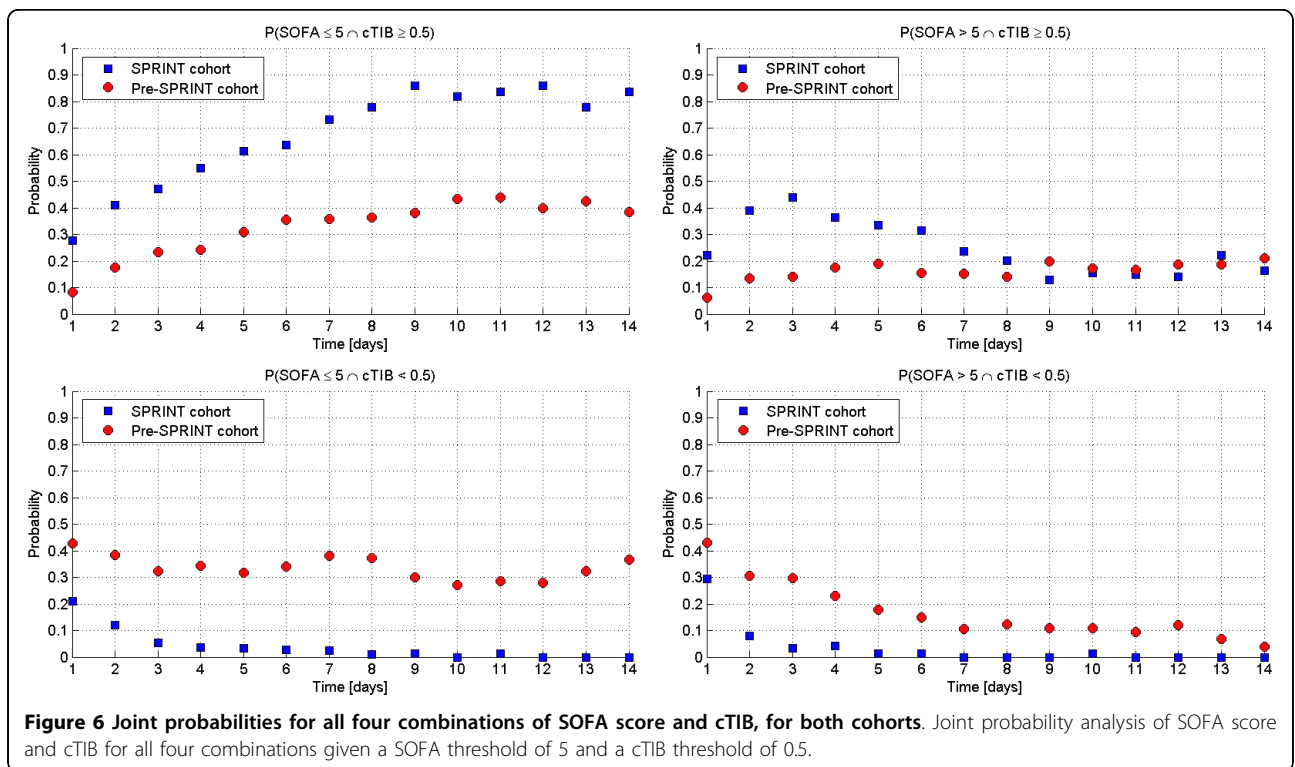 P(SOFA ≤ 5 ∩ cTIB ≥ 0.5)
1
0.9
0.8
0.7
0.6
0.5
0.4
0.3
0.2
0.1
0
Probability
SPRINT cohort
Pre-SPRINT cohort
1 2 3 4 5 6 7 8 9 10 11 12 13 14
Time [days]
P(SOFA > 5 ∩ cTIB ≥ 0.5)
1
0.9
0.8
0.7
0.6
0.5
0.4
0.3
0.2
0.1
0
Probability
SPRINT cohort
Pre-SPRINT cohort
1 2 3 4 5 6 7 8 9 10 11 12 13 14
Time [days]
P(SOFA ≤ 5 ∩ cTIB < 0.5)
1
0.9
0.8
0.7
0.6
0.5
0.4
0.3
0.2
0.1
0
Probability
SPRINT cohort
Pre-SPRINT cohort
1 2 3 4 5 6 7 8 9 10 11 12 13 14
Time [days]
P(SOFA > 5 ∩ cTIB < 0.5)
1
0.9
0.8
0.7
0.6
0.5
0.4
0.3
0.2
0.1
0
Probability
SPRINT cohort
Pre-SPRINT cohort
1 2 3 4 5 6 7 8 9 10 11 12 13 14
Time [days]
Figure 6 Joint probabilities for all four combinations of SOFA score and cTIB, for both cohorts. Joint probability analysis of SOFA score
and cTIB for all four combinations given a SOFA threshold of 5 and a cTIB threshold of 0.5.